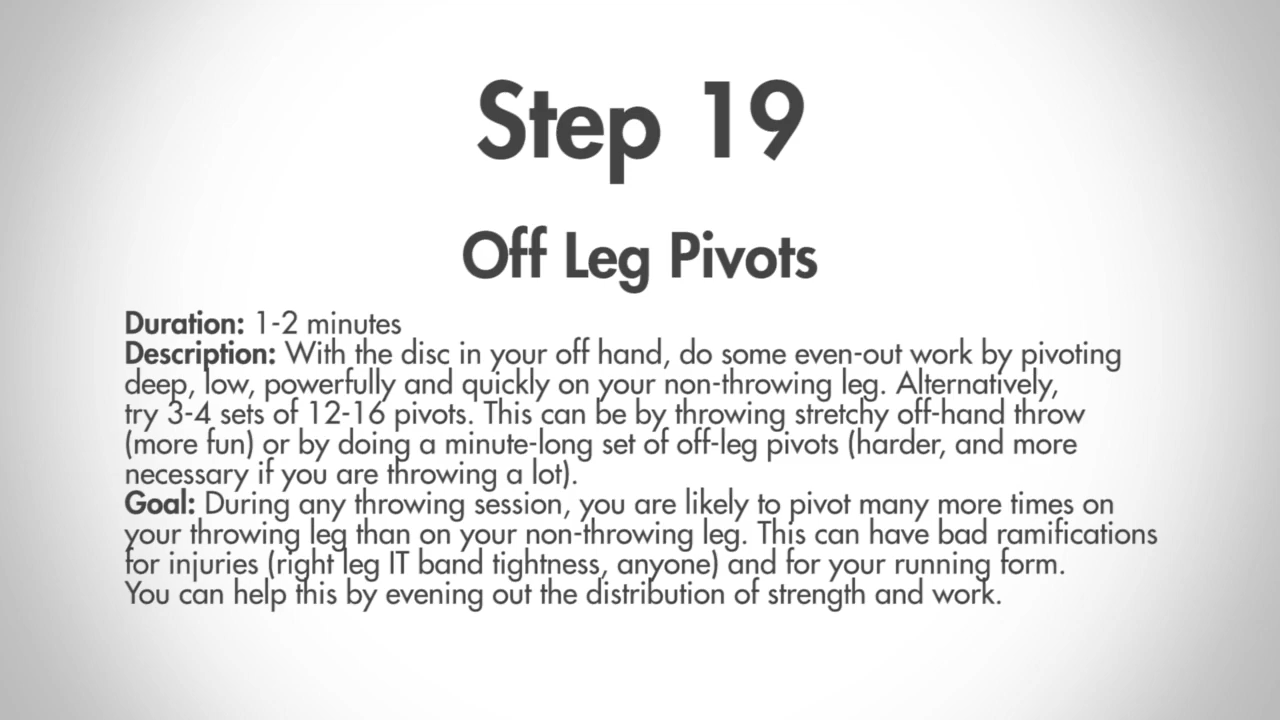 Step 19
Off Leg Pivots
Duration: 1-2 minutes
Description: With the disc in your off hand, do some even-out work by pivoting
deep, low, powerfully and quickly on your non-throwing leg. Alternatively,
try 3-4 sets of 12-16 pivots. This can be by throwing stretchy off-hand throw
(more fun) or by doing a minute-long set of off-leg pivots (harder, and more
necessary if you are throwing a lot).
Goal: During any throwing session, you are likely to pivot many more times on
your throwing leg than on your non-throwing leg. This can have bad ramifications
for injuries (right leg IT band tightness, anyone) and for your running form.
You can help this by evening out the distribution of strength and work.